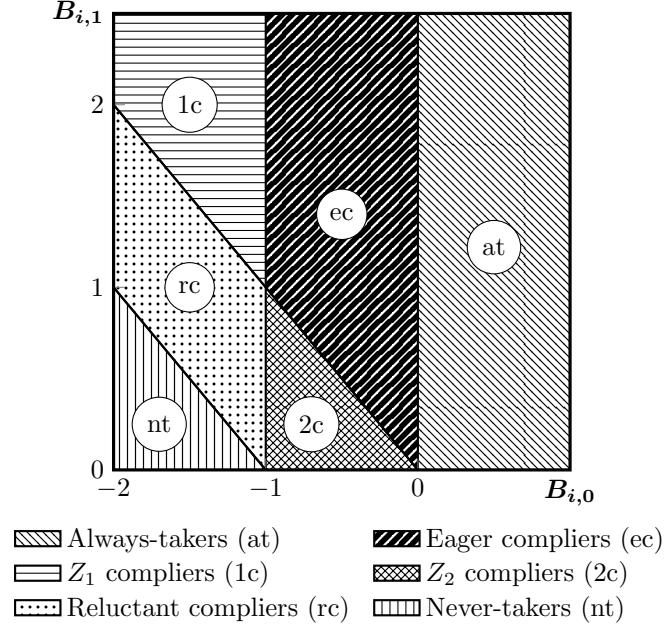 B_{i,1}
1c
2
ec
at
rc
1
nt
2c
0
−2 −1 0 B_{i,0}
Always-takers (at) Eager compliers (ec)
Z_1 compliers (1c) Z_2 compliers (2c)
Reluctant compliers (rc) Never-takers (nt)